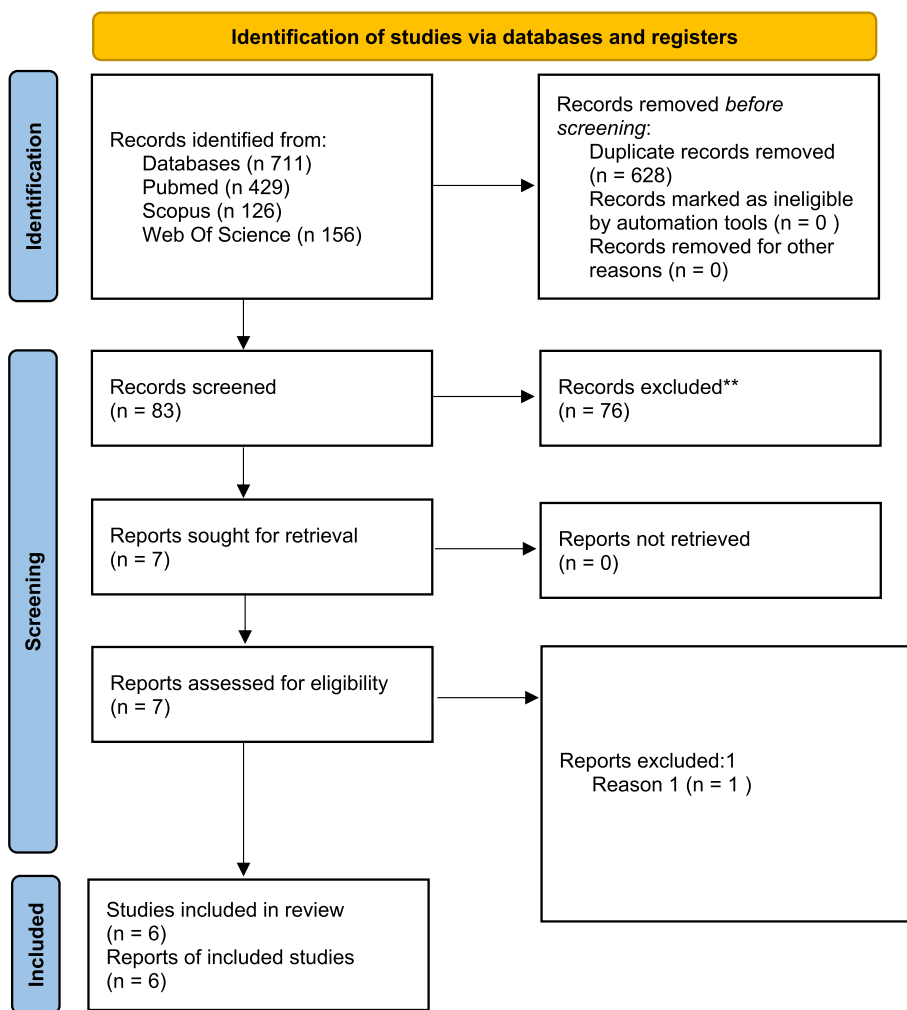 Identification of studies via databases and registers
Identification
Records identified from:
Databases (n 711)
Pubmed (n 429)
Scopus (n 126)
Web Of Science (n 156)
Records removed before
screening:
Duplicate records removed
(n = 628)
Records marked as ineligible
by automation tools (n = 0 )
Records removed for other
reasons (n = 0)
Screening
Records screened
(n = 83)
Records excluded**
(n = 76)
Reports sought for retrieval
(n = 7)
Reports not retrieved
(n = 0)
Reports assessed for eligibility
(n = 7)
Reports excluded:1
Reason 1 (n = 1 )
Included
Studies included in review
(n = 6)
Reports of included studies
(n = 6)